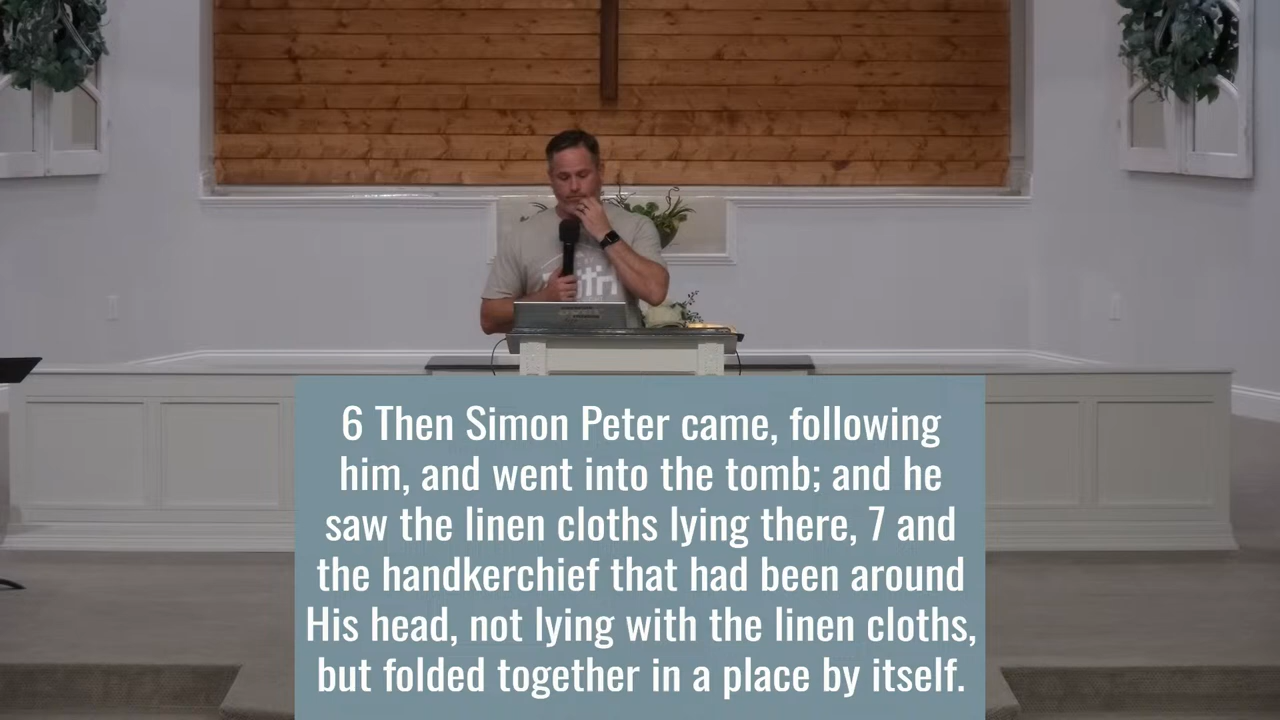 6 Then Simon Peter came, following
him, and went into the tomb; and he
saw the linen cloths lying there, 7 and
the handkerchief that had been around
His head, not lying with the linen cloths,
but folded together in a place by itself.